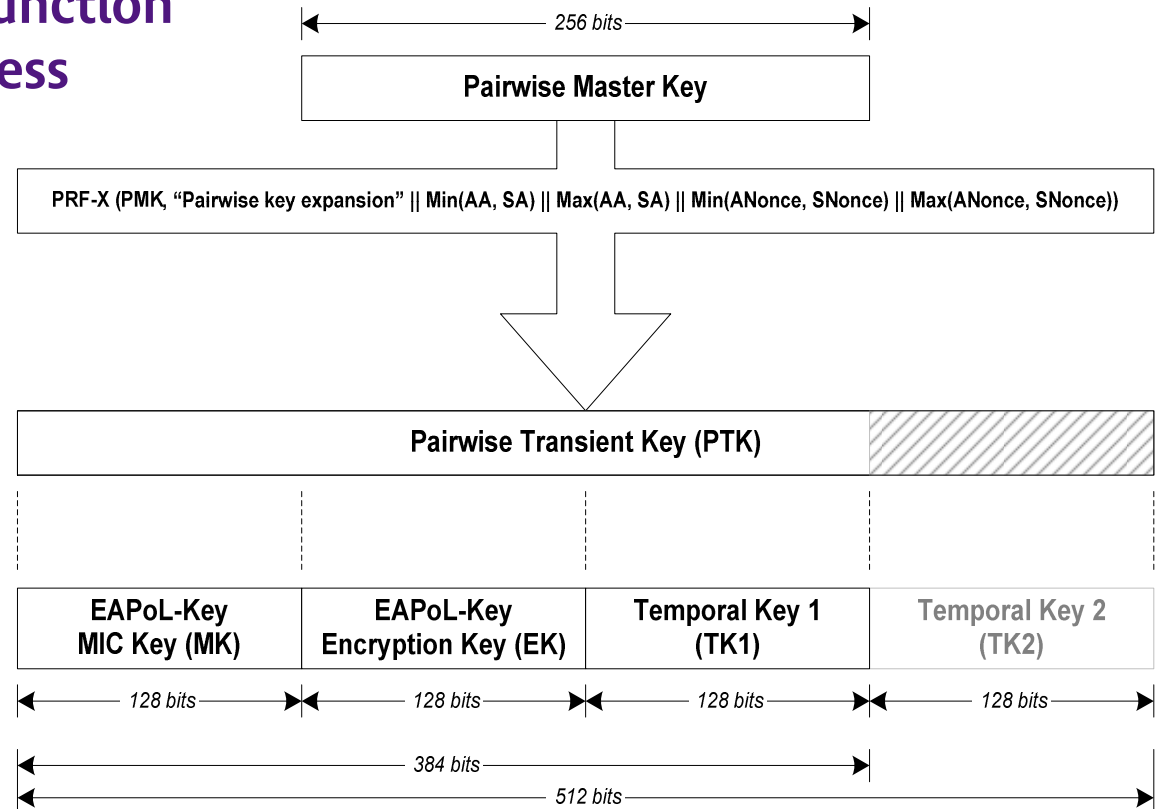 256 bits
Pairwise Master Key
PRF-X (PMK, “Pairwise key expansion” || Min(AA, SA) || Max(AA, SA) || Min(ANonce, SNonce) || Max(ANonce, SNonce))
Pairwise Transient Key (PTK)
EAPoL-Key
MIC Key (MK)
EAPoL-Key
Encryption Key (EK)
Temporal Key 1
(TK1)
Temporal Key 2
(TK2)
128 bits
128 bits
128 bits
128 bits
384 bits
512 bits